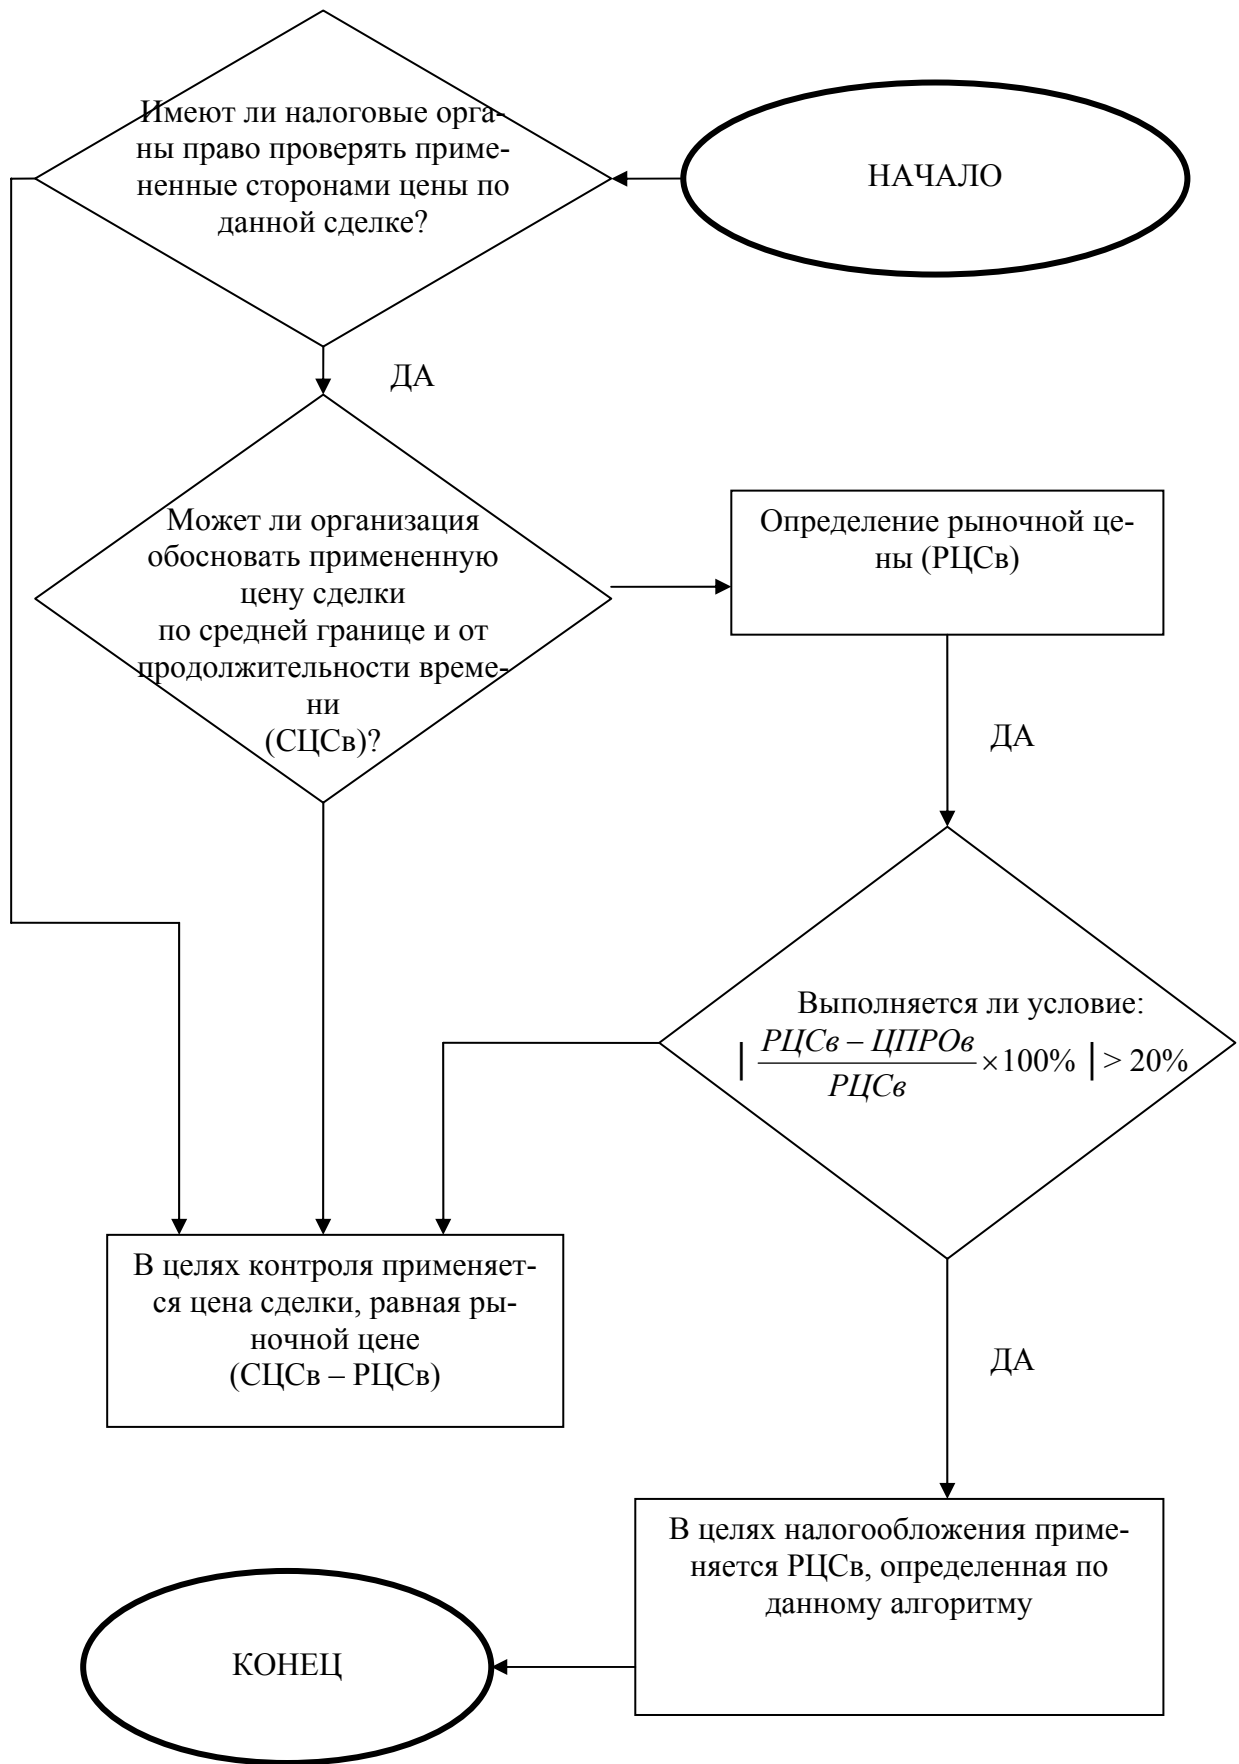 НАЧАЛО
Имеют ли налоговые орга-
ны право проверять приме-
ненные сторонами цены по
данной сделке?
ДА
Может ли организация
обосновать примененную
цену сделки
по средней границе и от
продолжительности време-
ни
(СЦСв)?
Определение рыночной це-
ны (РЦСв)
ДА
Выполняется ли условие:
| РЦСв – ЦПРОв
РЦСв
×100% | > 20%
В целях контроля применяет-
ся цена сделки, равная ры-
ночной цене
(СЦСв – РЦСв)
ДА
В целях налогообложения приме-
няется РЦСв, определенная по
данному алгоритму
КОНЕЦ